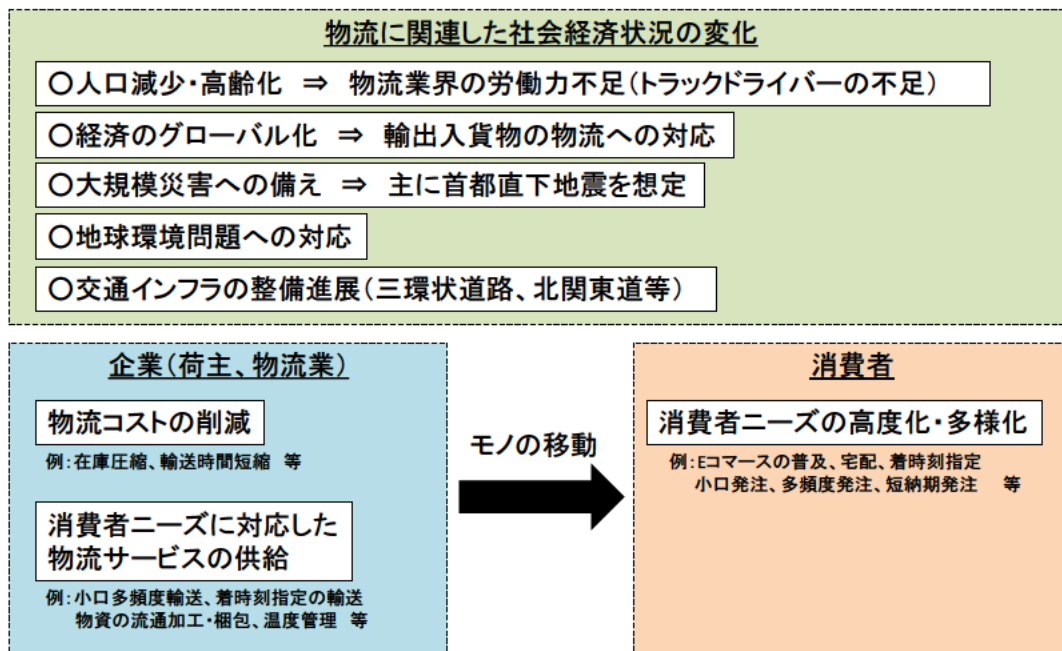 物流に関連した社会経済状況の変化
〇人口減少・高齢化 ⇒ 物流業界の労働力不足(トラックドライバーの不足)
〇経済のグローバル化 ⇒ 輸出入貨物の物流への対応
〇大規模災害への備え ⇒ 主に首都直下地震を想定
〇地球環境問題への対応
〇交通インフラの整備進展(三環状道路、北関東道等)
企業(荷主、物流業)
物流コストの削減
例:在庫圧縮、輸送時間短縮 等
消費者ニーズに対応した
物流サービスの供給
例:小口多頻度輸送、着時刻指定の輸送
物資の流通加工・梱包、温度管理 等
モノの移動
消費者
消費者ニーズの高度化・多様化
例:Eコマースの普及、宅配、着時刻指定
小口発注、多頻度発注、短納期発注 等